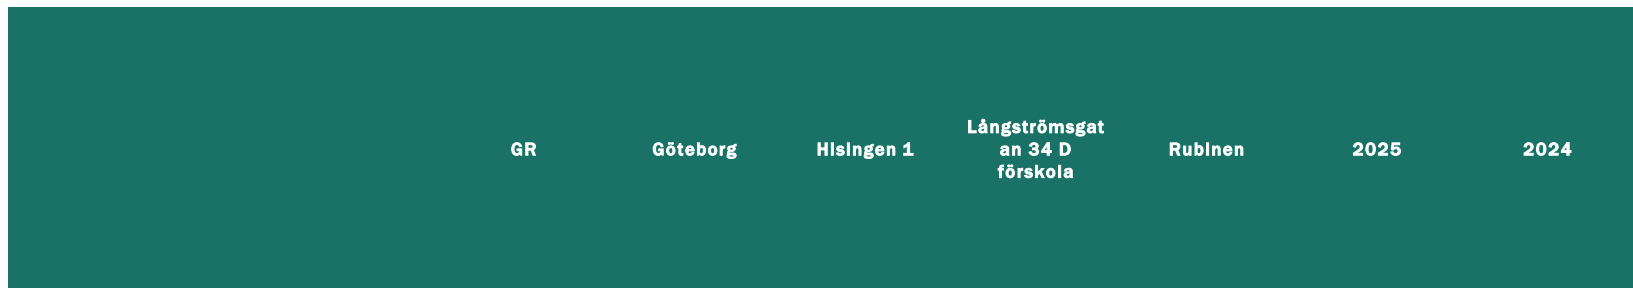 GR
Göteborg
Hisingen 1
Långströmsgat
an 34 D
förskola
Rubinen
2025
2024